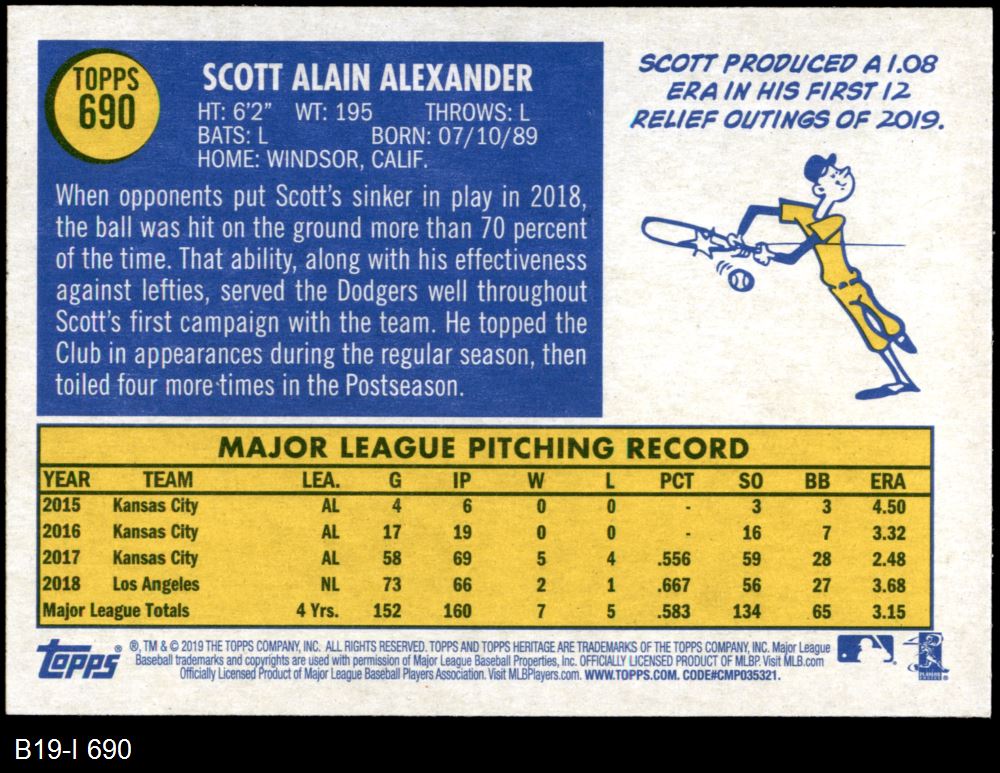 TOPPS
690
SCOTT ALAIN ALEXANDER
HT: 6'2" WT: 195 THROWS: L
BATS: L BORN: 07/10/89
HOME: WINDSOR, CALIF.
When opponents put Scott's sinker in play in 2018,
the ball was hit on the ground more than 70 percent
of the time. That ability, along with his effectiveness
against lefties, served the Dodgers well throughout
Scott's first campaign with the team. He topped the
Club in appearances during the regular season, then
toiled four more times in the Postseason.
SCOTT PRODUCED A 1.08
ERA IN HIS FIRST 12
RELIEF OUTINGS OF 2019.
MAJOR LEAGUE PITCHING RECORD
YEAR TEAM LEA. G IP W L PCT SO BB ERA
2015 Kansas City AL 4 6 0 0 - 3 3 4.50
2016 Kansas City AL 17 19 0 0 - 16 7 3.32
2017 Kansas City AL 58 69 5 4 .556 59 28 2.48
2018 Los Angeles NL 73 66 2 1 .667 56 27 3.68
Major League Totals 4 Yrs. 152 160 7 5 .583 134 65 3.15
topps ®
®, TM & © 2019 THE TOPPS COMPANY, INC. ALL RIGHTS RESERVED. TOPPS AND TOPPS HERITAGE ARE TRADEMARKS OF THE TOPPS COMPANY, INC. Major League
Baseball trademarks and copyrights are used with permission of Major League Baseball Properties, Inc. OFFICIALLY LICENSED PRODUCT OF MLBP. Visit MLB.com
Officially Licensed Product of Major League Baseball Players Association. Visit MLBPlayers.com. WWW.TOPPS.COM. CODE#CMP035321.
B19-I 690